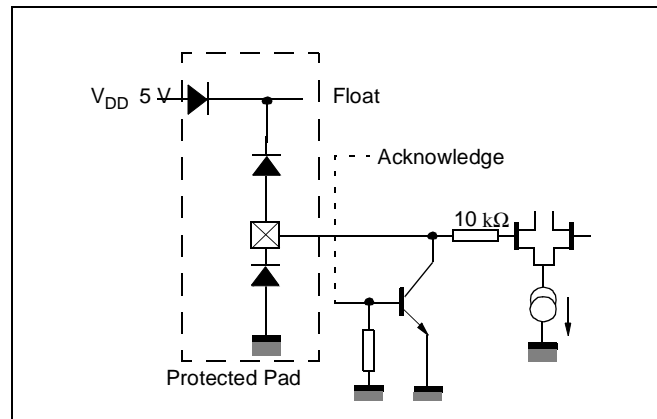 V_DD 5 V
Float
Acknowledge
10 kΩ
Protected Pad